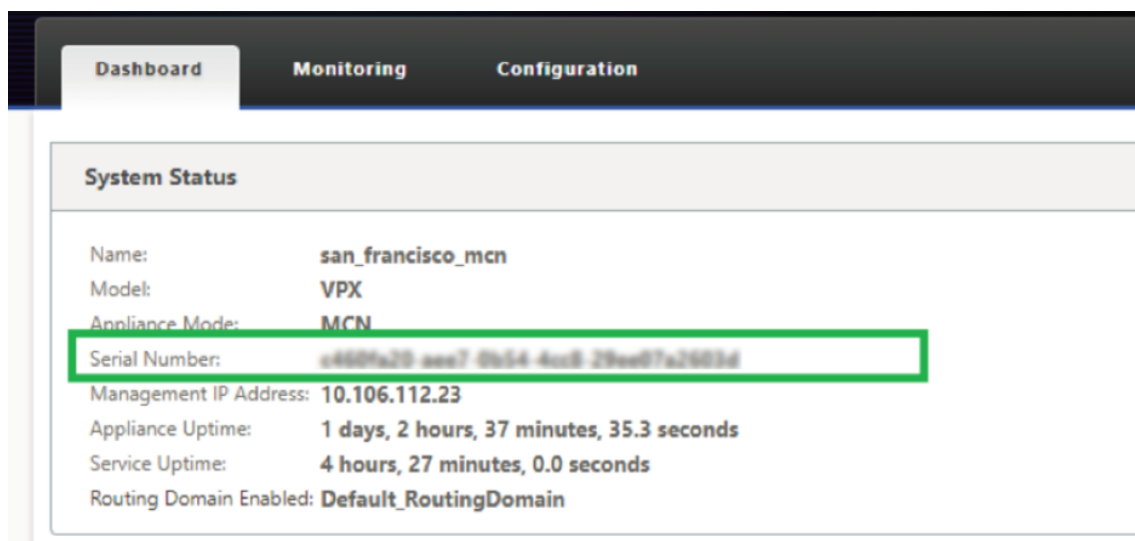 Dashboard Monitoring Configuration
System Status
Name: san_francisco_mcn
Model: VPX
Appliance Mode: MCN
Serial Number:
Management IP Address: 10.106.112.23
Appliance Uptime: 1 days, 2 hours, 37 minutes, 35.3 seconds
Service Uptime: 4 hours, 27 minutes, 0.0 seconds
Routing Domain Enabled: Default_RoutingDomain